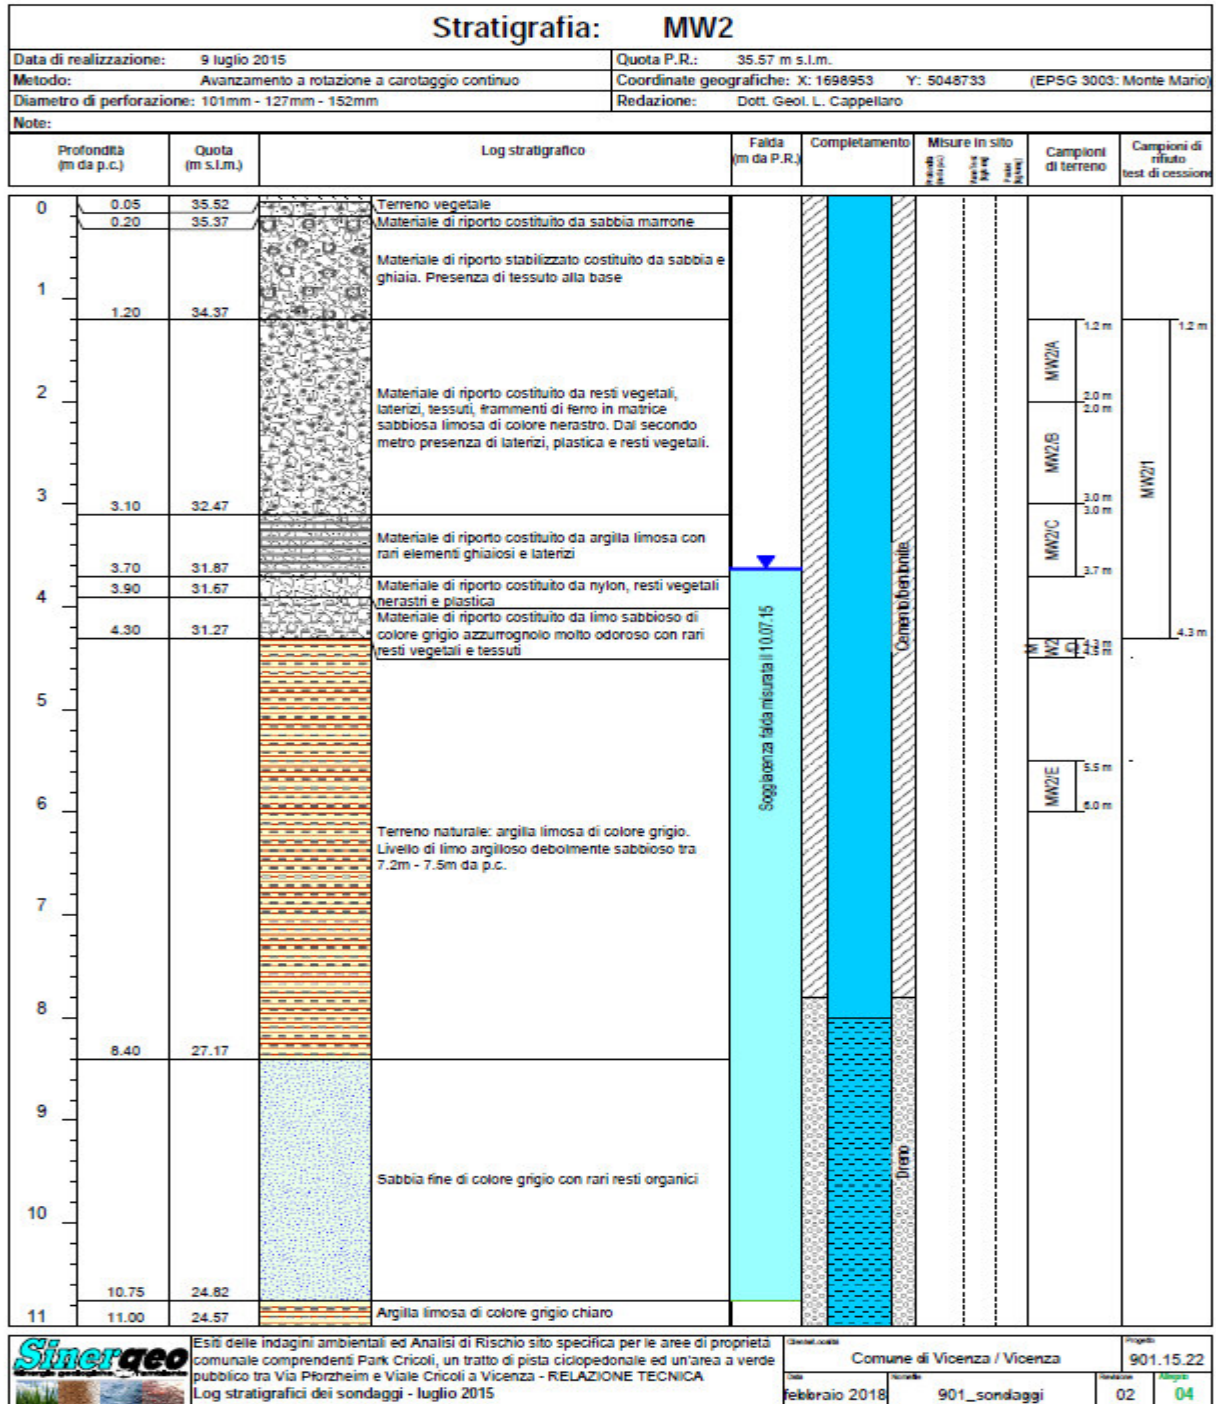 Stratigrafia: MW2
Data di realizzazione: 9 luglio 2015 Quota P.R.: 35.57 m s.l.m.
Metodo: Avanzamento a rotazione a carotaggio continuo Coordinate geografiche: X: 1698953 Y: 5048733 (EPSG 3003: Monte Mario)
Diametro di perforazione: 101mm - 127mm - 152mm Redazione: Dott. Geol. L. Cappellaro
Note:
Profondità (m da p.c.)
Quota (m s.l.m.)
Log stratigrafico
Falda (m da P.R.)
Completamento
Misure in sito
Campioni di terreno
Campioni di rifiuto test di cessione
0
0.05 35.52 Terreno vegetale
0.20 35.37 Materiale di riporto costituito da sabbia marrone
Materiale di riporto stabilizzato costituito da sabbia e
ghiaia. Presenza di tessuto alla base
1
1.20 34.37
1.2 m
1.2 m
MW2/A
2
2.0 m
2.0 m
Materiale di riporto costituito da resti vegetali,
laterizi, tessuti, frammenti di ferro in matrice
sabbiosa limosa di colore nerastro. Dal secondo
metro presenza di laterizi, plastica e resti vegetali.
MW2/B
MW2/1
3
3.10 32.47
3.0 m
3.0 m
Materiale di riporto costituito da argilla limosa con
rari elementi ghiaiosi e laterizi
MW2/C
3.70 31.87
3.7 m
3.90 31.67
Materiale di riporto costituito da nylon, resti vegetali
nerastri e plastica
4
4.30 31.27
Materiale di riporto costituito da limo sabbioso di
colore grigio azzurrognolo molto odoroso con rari
resti vegetali e tessuti
4.3 m
4.3 m
4.5 m
M W2 D
Cemento/bentonite
Soggiacenza falda misurata il 10.07.15
5
5.5 m
MW2/E
6
6.0 m
Terreno naturale: argilla limosa di colore grigio.
Livello di limo argilloso debolmente sabbioso tra
7.2m - 7.5m da p.c.
7
8
8.40 27.17
9
Sabbia fine di colore grigio con rari resti organici
Dreno
10
10.75 24.82
11 11.00 24.57 Argilla limosa di colore grigio chiaro
Sinergeo
Esiti delle indagini ambientali ed Analisi di Rischio sito specifica per le aree di proprietà
comunale comprendenti Park Cricoli, un tratto di pista ciclopedonale ed un'area a verde
pubblico tra Via Pforzheim e Viale Cricoli a Vicenza - RELAZIONE TECNICA
Log stratigrafici dei sondaggi - luglio 2015
Comune di Vicenza / Vicenza
Progetto
901.15.22
Data
febbraio 2018
Nomefile
901_sondaggi
Revisione
02
Allegato
04